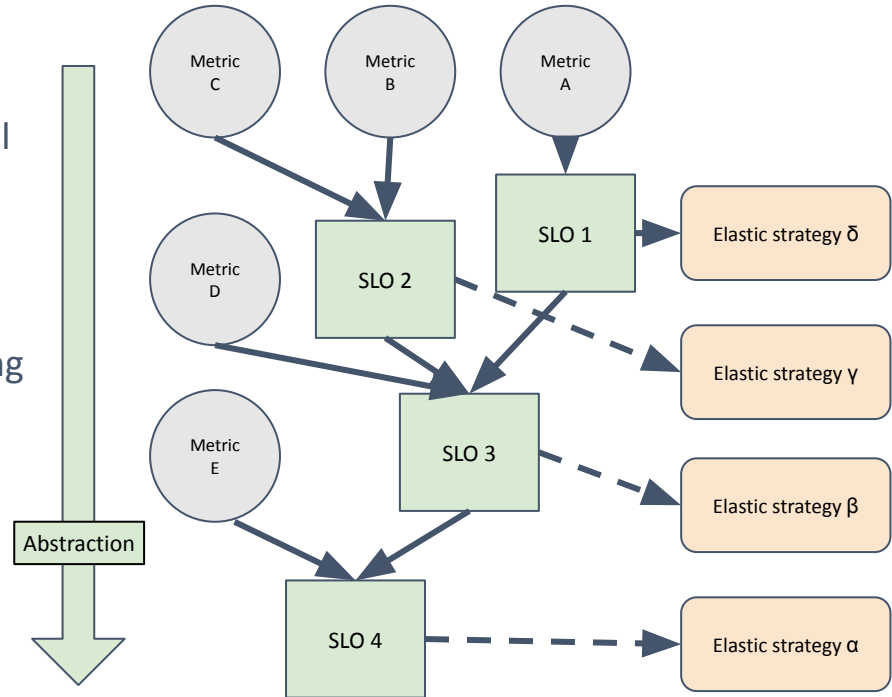 Metric
C
Metric
B
Metric
A
SLO 1
Elastic strategy δ
Metric
D
SLO 2
Elastic strategy γ
Metric
E
SLO 3
Elastic strategy β
Abstraction
SLO 4
Elastic strategy α